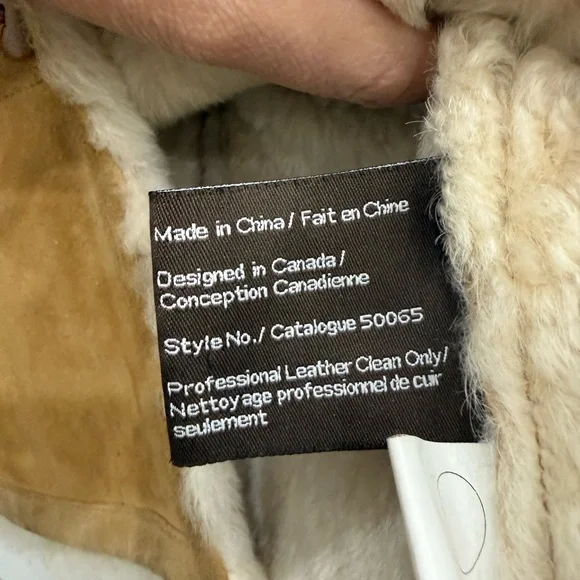 Made in China / Fait en Chine
Designed in Canada /
Conception Canadienne
Style No./ Catalogue 50065
Professional Leather Clean Only/
Nettoyage professionnel de cuir
seulement